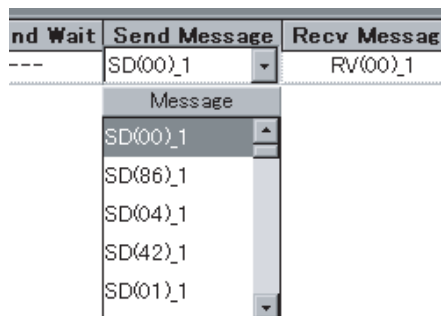 nd Wait Send Message Recv Messag
--- SD(00)_1 RV(00)_1
Message
SD(00)_1
SD(86)_1
SD(04)_1
SD(42)_1
SD(01)_1